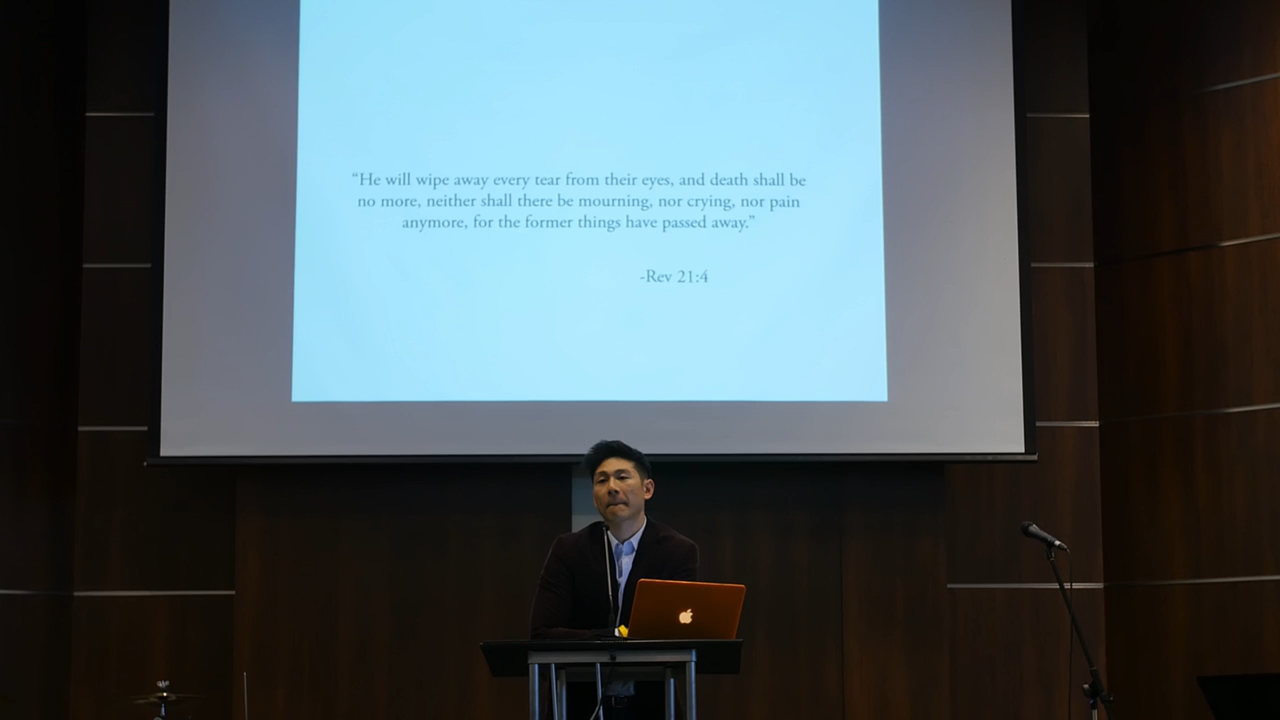 “He will wipe away every tear from their eyes, and death shall be
no more, neither shall there be mourning, nor crying, nor pain
anymore, for the former things have passed away.”
-Rev 21:4